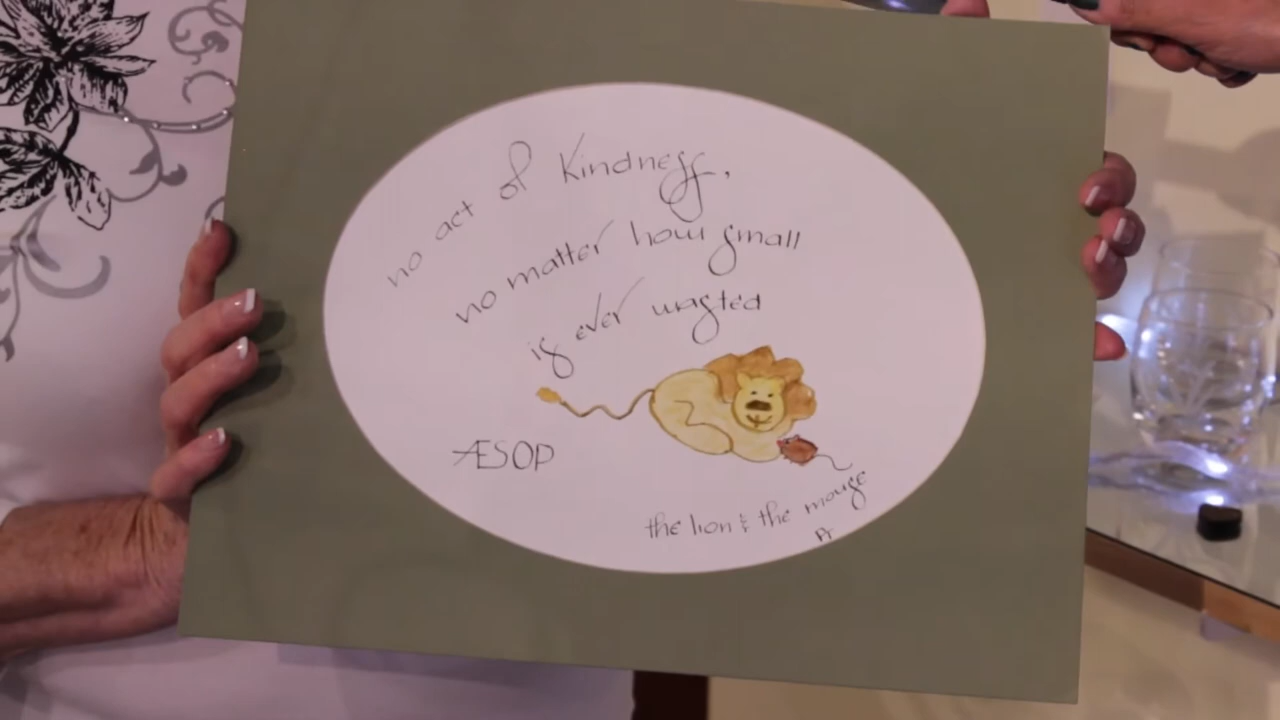 no act of kindness,
no matter how small
is ever wasted
ÆSOP
the lion & the mouse